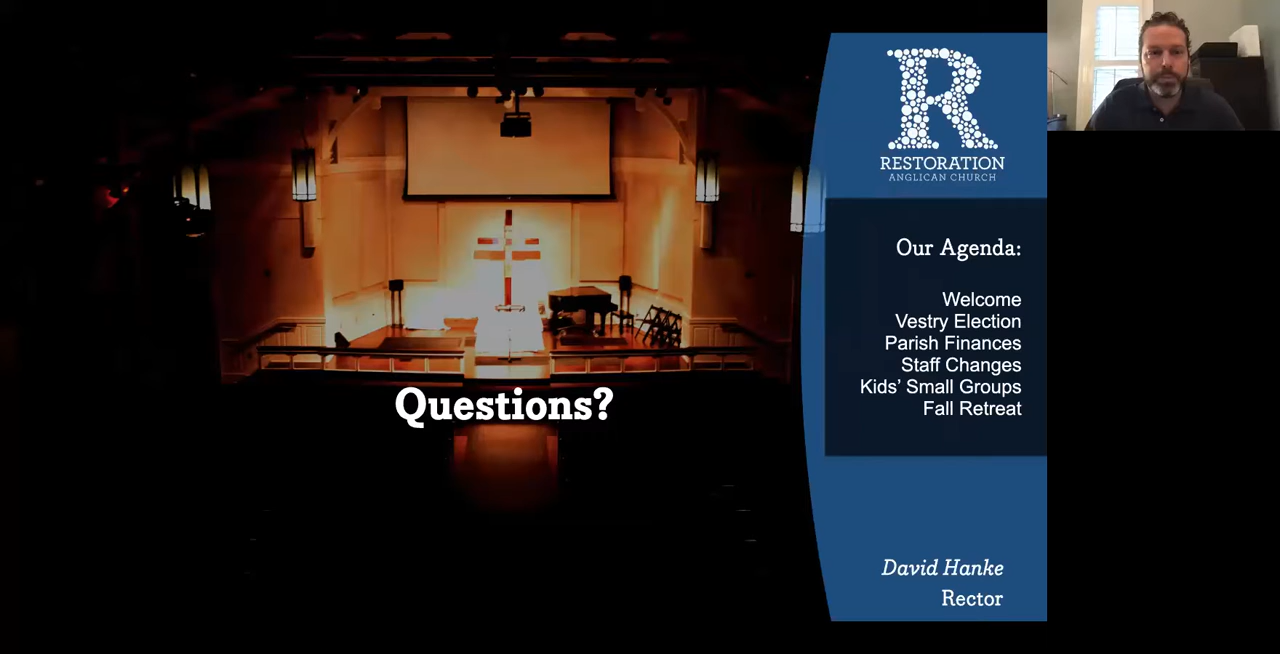 Questions?
R
RESTORATION
ANGLICAN CHURCH
Our Agenda:
Welcome
Vestry Election
Parish Finances
Staff Changes
Kids’ Small Groups
Fall Retreat
David Hanke
Rector